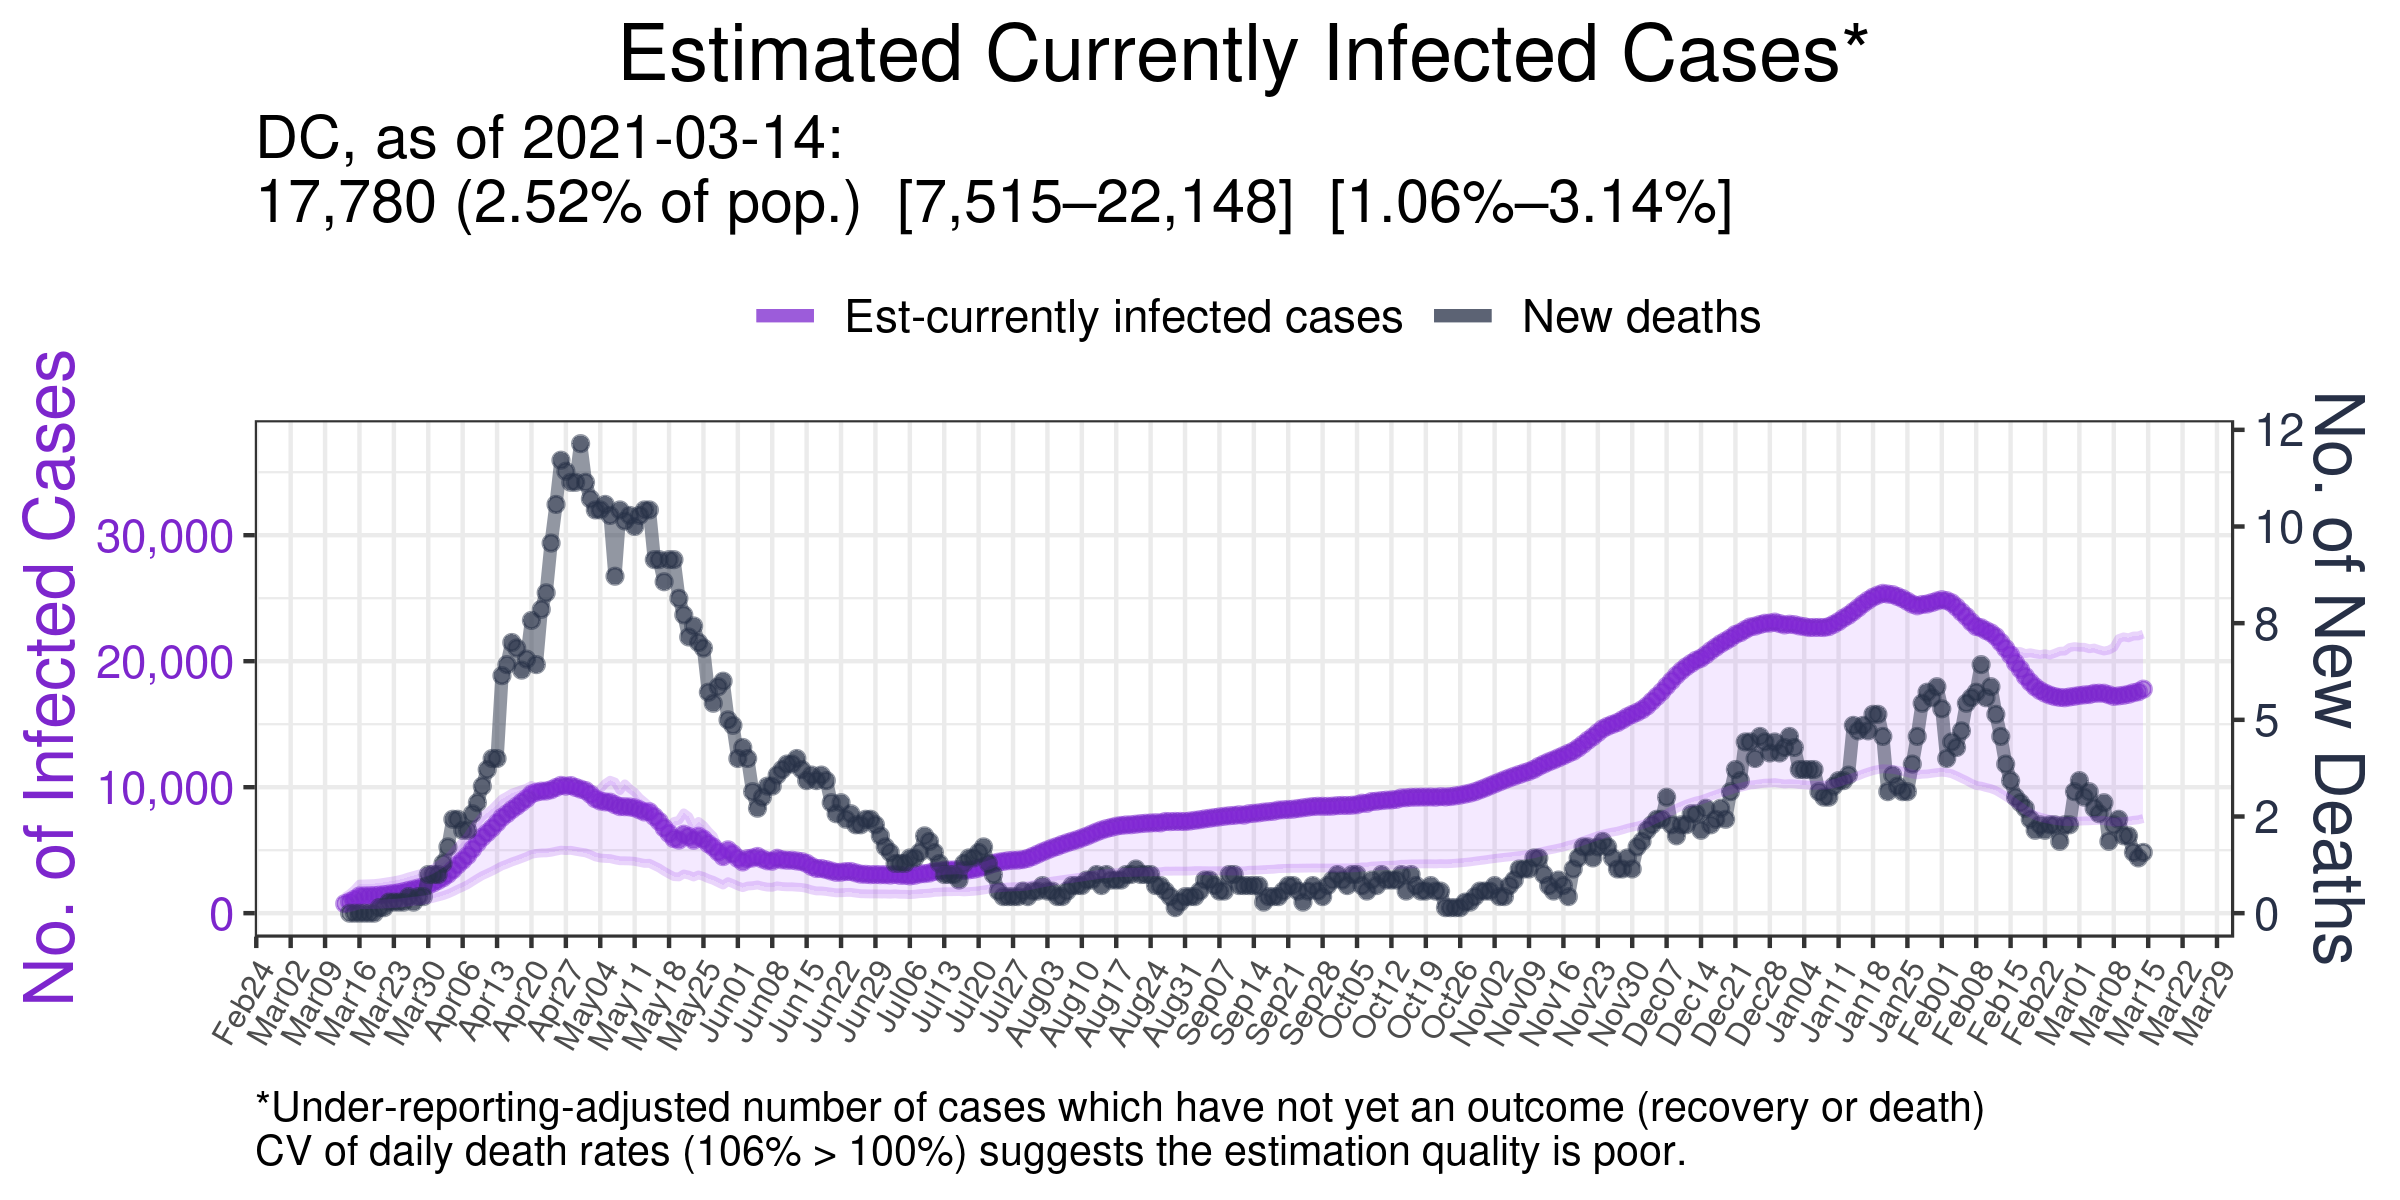 Estimated Currently Infected Cases*
DC, as of 2021-03-14:
17,780 (2.52% of pop.) [7,515–22,148] [1.06%–3.14%]
Est-currently infected cases
New deaths
No. of Infected Cases
30,000
20,000
10,000
0
12
10
8
5
2
0
No. of New Deaths
Feb24
Mar02
Mar09
Mar16
Mar23
Mar30
Apr06
Apr13
Apr20
Apr27
May04
May11
May18
May25
Jun01
Jun08
Jun15
Jun22
Jun29
Jul06
Jul13
Jul20
Jul27
Aug03
Aug10
Aug17
Aug24
Aug31
Sep07
Sep14
Sep21
Sep28
Oct05
Oct12
Oct19
Oct26
Nov02
Nov09
Nov16
Nov23
Nov30
Dec07
Dec14
Dec21
Dec28
Jan04
Jan11
Jan18
Jan25
Feb01
Feb08
Feb15
Feb22
Mar01
Mar08
Mar15
Mar22
Mar29
*Under-reporting-adjusted number of cases which have not yet an outcome (recovery or death)
CV of daily death rates (106% > 100%) suggests the estimation quality is poor.